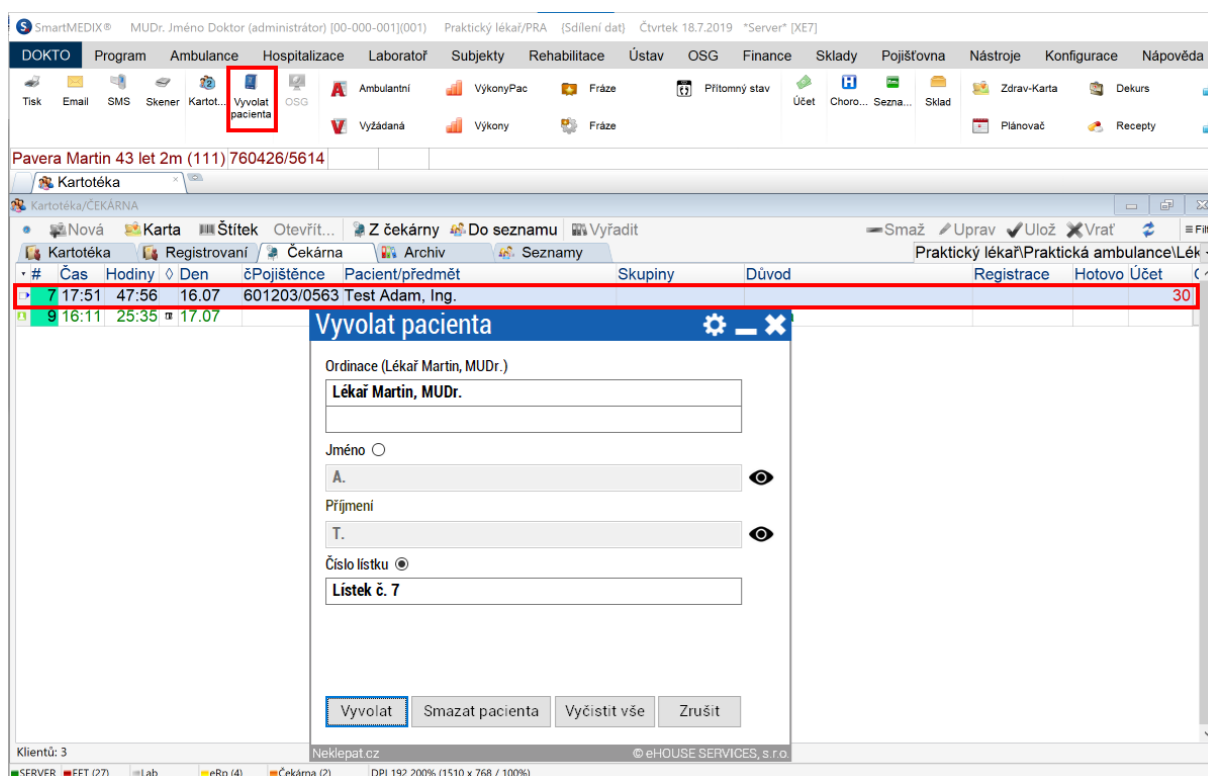 SmartMEDIX® MUDr. Jméno Doktor (administrátor) [00-000-001](001) Praktický lékař/PRA {Sdílení dat} Čtvrtek 18.7.2019 *Server* [XE7]
DOKTO Program Ambulance Hospitalizace Laboratoř Subjekty Rehabilitace Ústav OSG Finance Sklady Pojišťovna Nástroje Konfigurace Nápověda
Tisk Email SMS Skener Kartot... Vyvolat pacienta OSG Ambulantní VýkonyPac Fráze Přítomný stav Účet Choro... Sezna... Sklad Zdrav-Karta Dekurs
Vyžádaná Výkony Fráze Plánovač Recepty
Pavera Martin 43 let 2m (111) 760426/5614
Kartotéka
Kartotéka/ČEKÁRNA
Nová Karta Štítek Otevřít... Z čekárny Do seznamu Vyřadit Smaž Uprav Ulož Vrať Filt
Kartotéka Registrovaní Čekárna Archiv Seznamy Praktický lékař\Praktická ambulance\Lék
# Čas Hodiny Den čPojištěnce Pacient/předmět Skupiny Důvod Registrace Hotovo Účet
7 17:51 47:56 16.07 601203/0563 Test Adam, Ing. 30
9 16:11 25:35 17.07
Vyvolat pacienta
Ordinace (Lékař Martin, MUDr.)
Lékař Martin, MUDr.
Jméno
A.
Příjmení
T.
Číslo lístku
Lístek č. 7
Vyvolat Smazat pacienta Vyčistit vše Zrušit
Klientů: 3
Neklepat.cz © eHOUSE SERVICES, s.r.o.
SERVER EET (27) Lab eRp (4) Čekárna (2) DPI 192 200% (1510 x 768 / 100%)